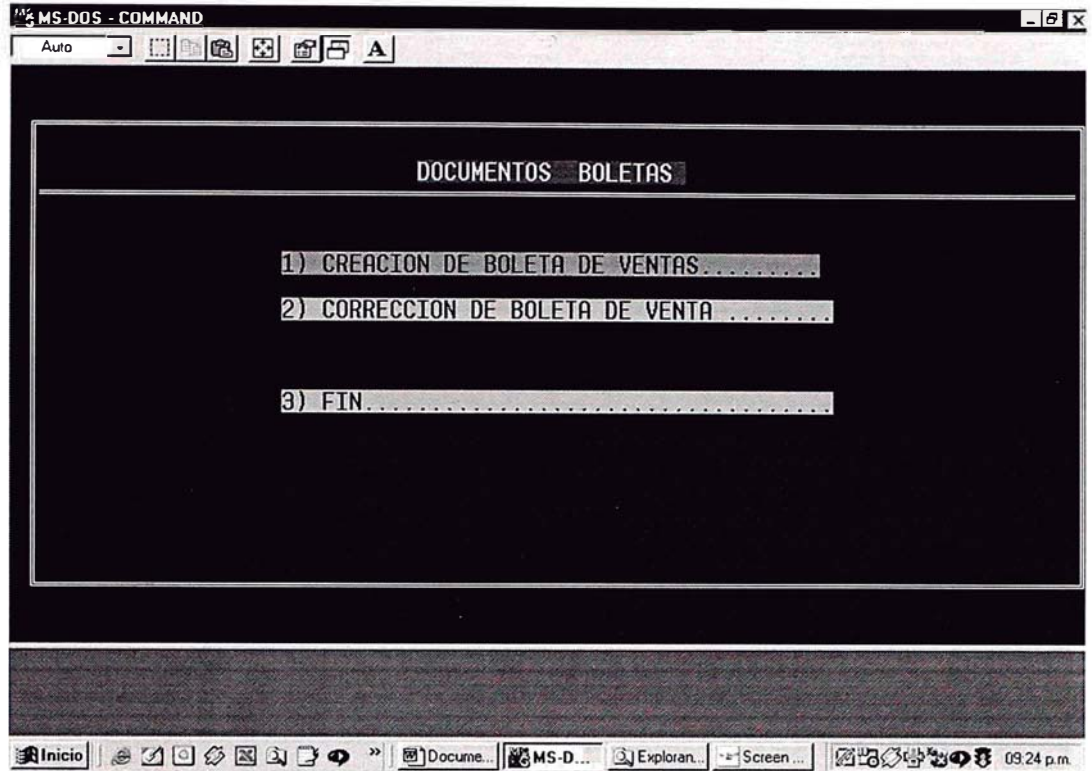 MS-DOS - COMMAND
Auto
A
DOCUMENTOS BOLETAS
1) CREACION DE BOLETA DE VENTAS.........
2) CORRECCION DE BOLETA DE VENTA ........
3) FIN...................................
Inicio
»
Docume...
MS-D...
Exploran...
Screen ...
09:24 p.m.